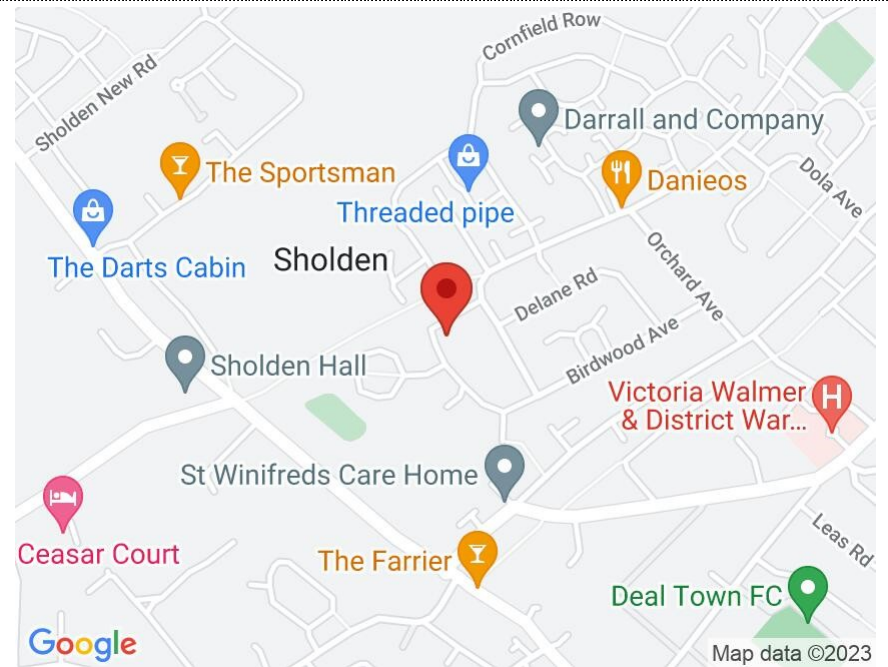 Cornfield Row
Sholden New Rd
Darrall and Company
The Sportsman
Danieos
Dola Ave
Threaded pipe
The Darts Cabin
Sholden
Orchard Ave
Delane Rd
Birdwood Ave
Sholden Hall
Victoria Walmer
& District War...
H
St Winifreds Care Home
Ceasar Court
The Farrier
Leas Rd
Deal Town FC
Google
Map data ©2023